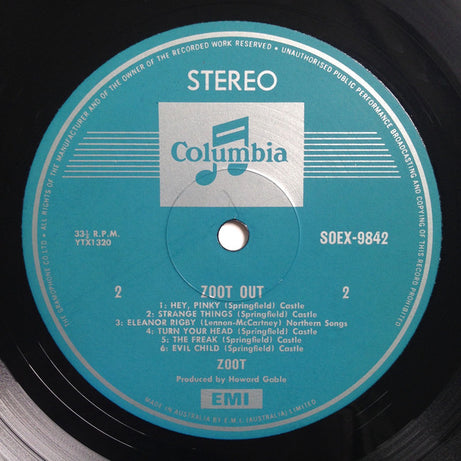 ALL RIGHTS OF THE MANUFACTURER AND OF THE OWNER OF THE RECORDED WORK RESERVED • UNAUTHORISED PUBLIC PERFORMANCE BROADCASTING AND COPYING OF THIS RECORD PROHIBITED
THE GRAMOPHONE CO LTD •
STEREO
Columbia
33⅓ R.P.M.
YTX1320
SOEX-9842
2 ZOOT OUT 2
1: HEY, PINKY (Springfield) Castle
2: STRANGE THINGS (Springfield) Castle
3: ELEANOR RIGBY (Lennon-McCartney) Northern Songs
4: TURN YOUR HEAD (Springfield) Castle
5: THE FREAK (Springfield) Castle
6: EVIL CHILD (Springfield) Castle
ZOOT
Produced by Howard Gable
EMI
MADE IN AUSTRALIA BY E.M.I. (AUSTRALIA) LIMITED